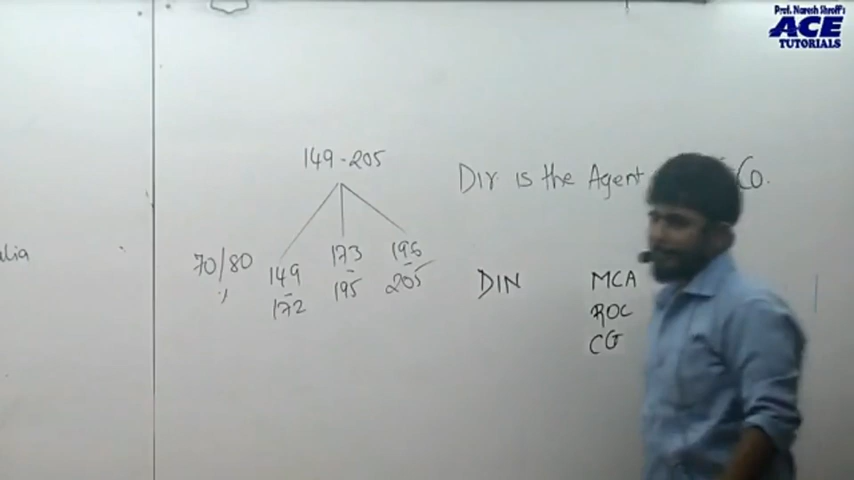 Prof. Naresh Shroff's
ACE
TUTORIALS
149-205
Dir is the Agent Co.
alia
70/80
149
-
172
173
-
195
196
-
205
DIN
MCA
ROC
CG